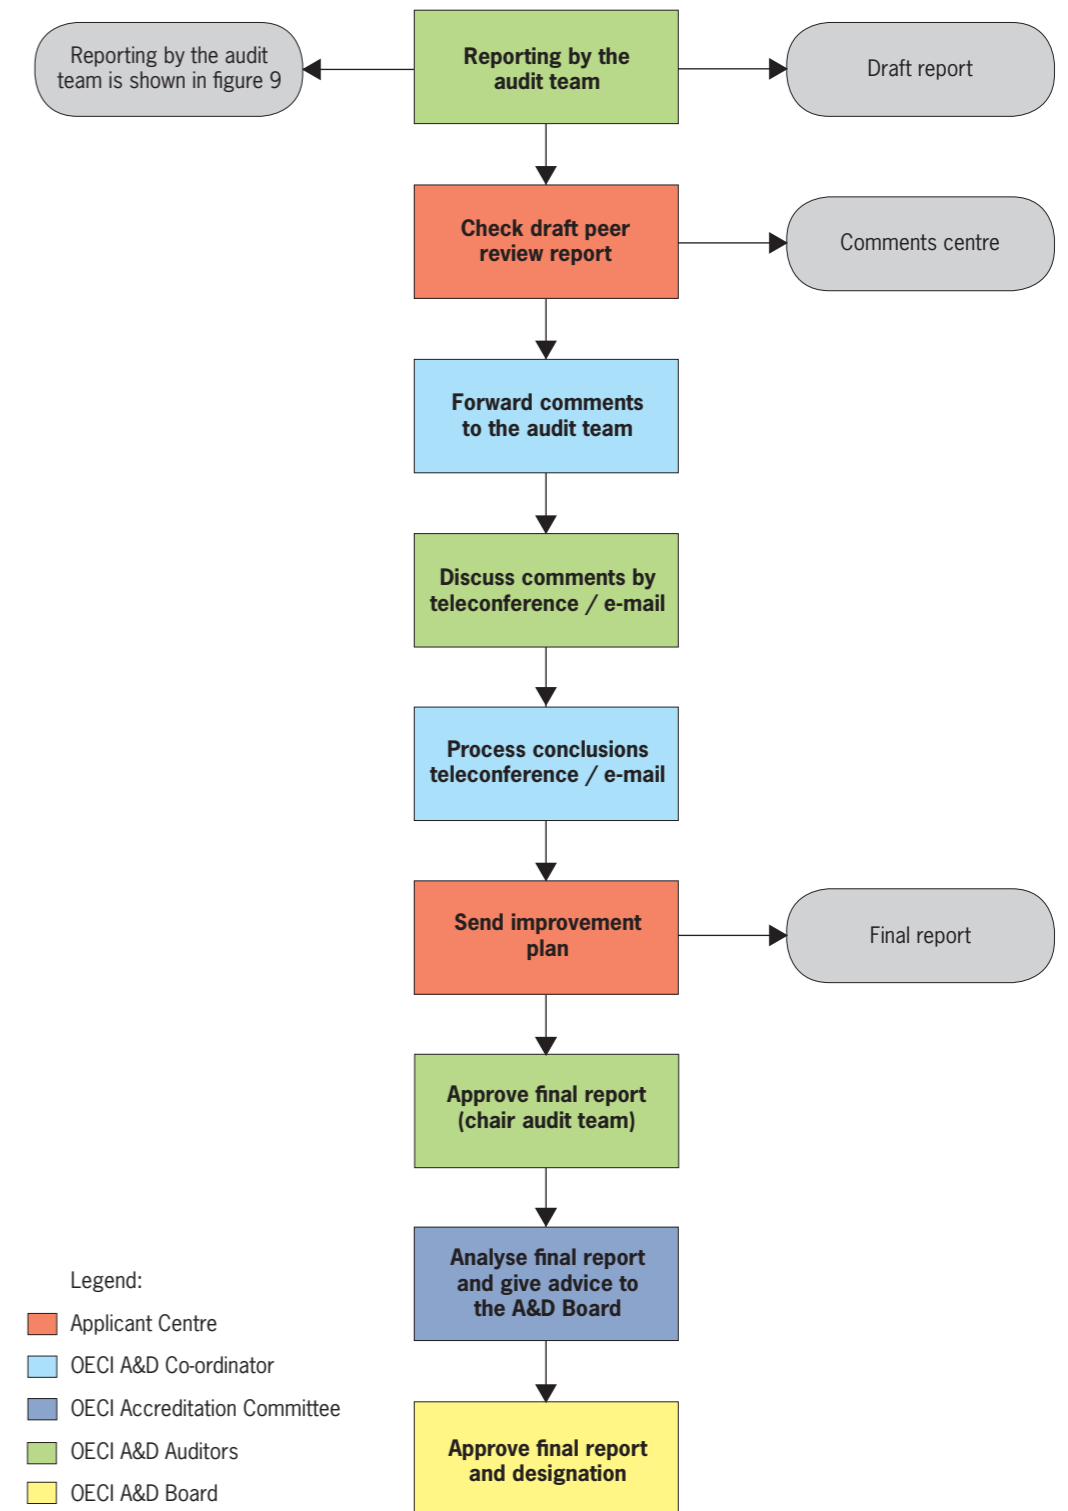 Reporting by the audit
team is shown in figure 9
Reporting by the
audit team
Draft report
Check draft peer
review report
Comments centre
Forward comments
to the audit team
Discuss comments by
teleconference / e-mail
Process conclusions
teleconference / e-mail
Send improvement
plan
Final report
Approve final report
(chair audit team)
Analyse final report
and give advice to
the A&D Board
Approve final report
and designation
Legend:
Applicant Centre
OECI A&D Co-ordinator
OECI Accreditation Committee
OECI A&D Auditors
OECI A&D Board